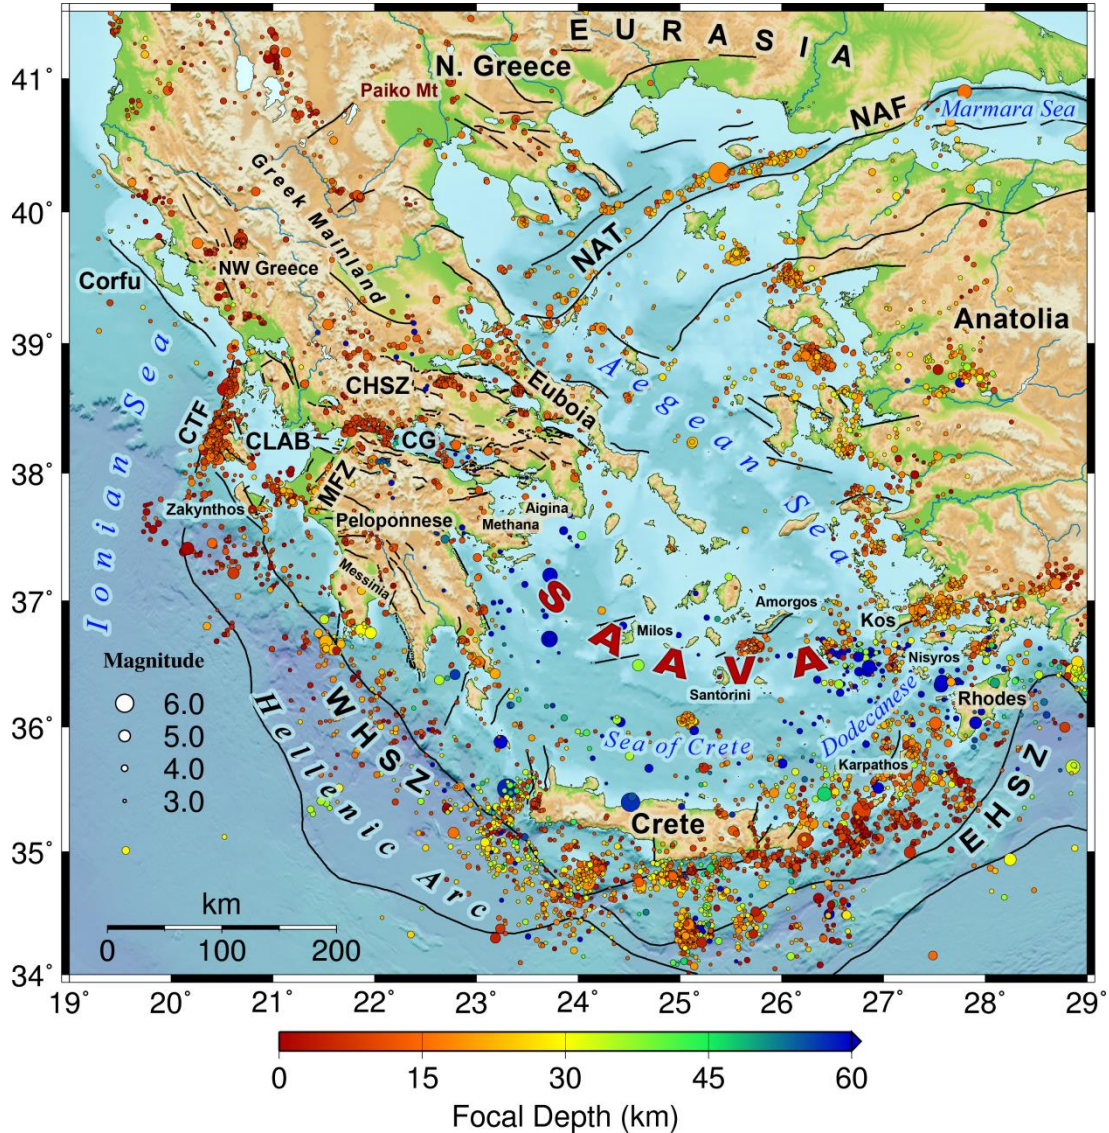 EURASIA
N. Greece
Paiko Mt
NAF
Marmara Sea
Greek Mainland
NAT
Corfu
NW Greece
Anatolia
Ionian Sea
Aegean Sea
CHSZ
Euboia
CTF
CLAB
CG
MFZ
Zakynthos
Aigina
Methana
Peloponnese
Messinia
SAAVA
Amorgos
Kos
Milos
Nisyros
Santorini
Rhodes
Dodecanese
Sea of Crete
Karpathos
WHSZ
Hellenic Arc
Crete
EHSZ
Magnitude
6.0
5.0
4.0
3.0
km
0 100 200
41°
40°
39°
38°
37°
36°
35°
34°
19° 20° 21° 22° 23° 24° 25° 26° 27° 28° 29°
0 15 30 45 60
Focal Depth (km)